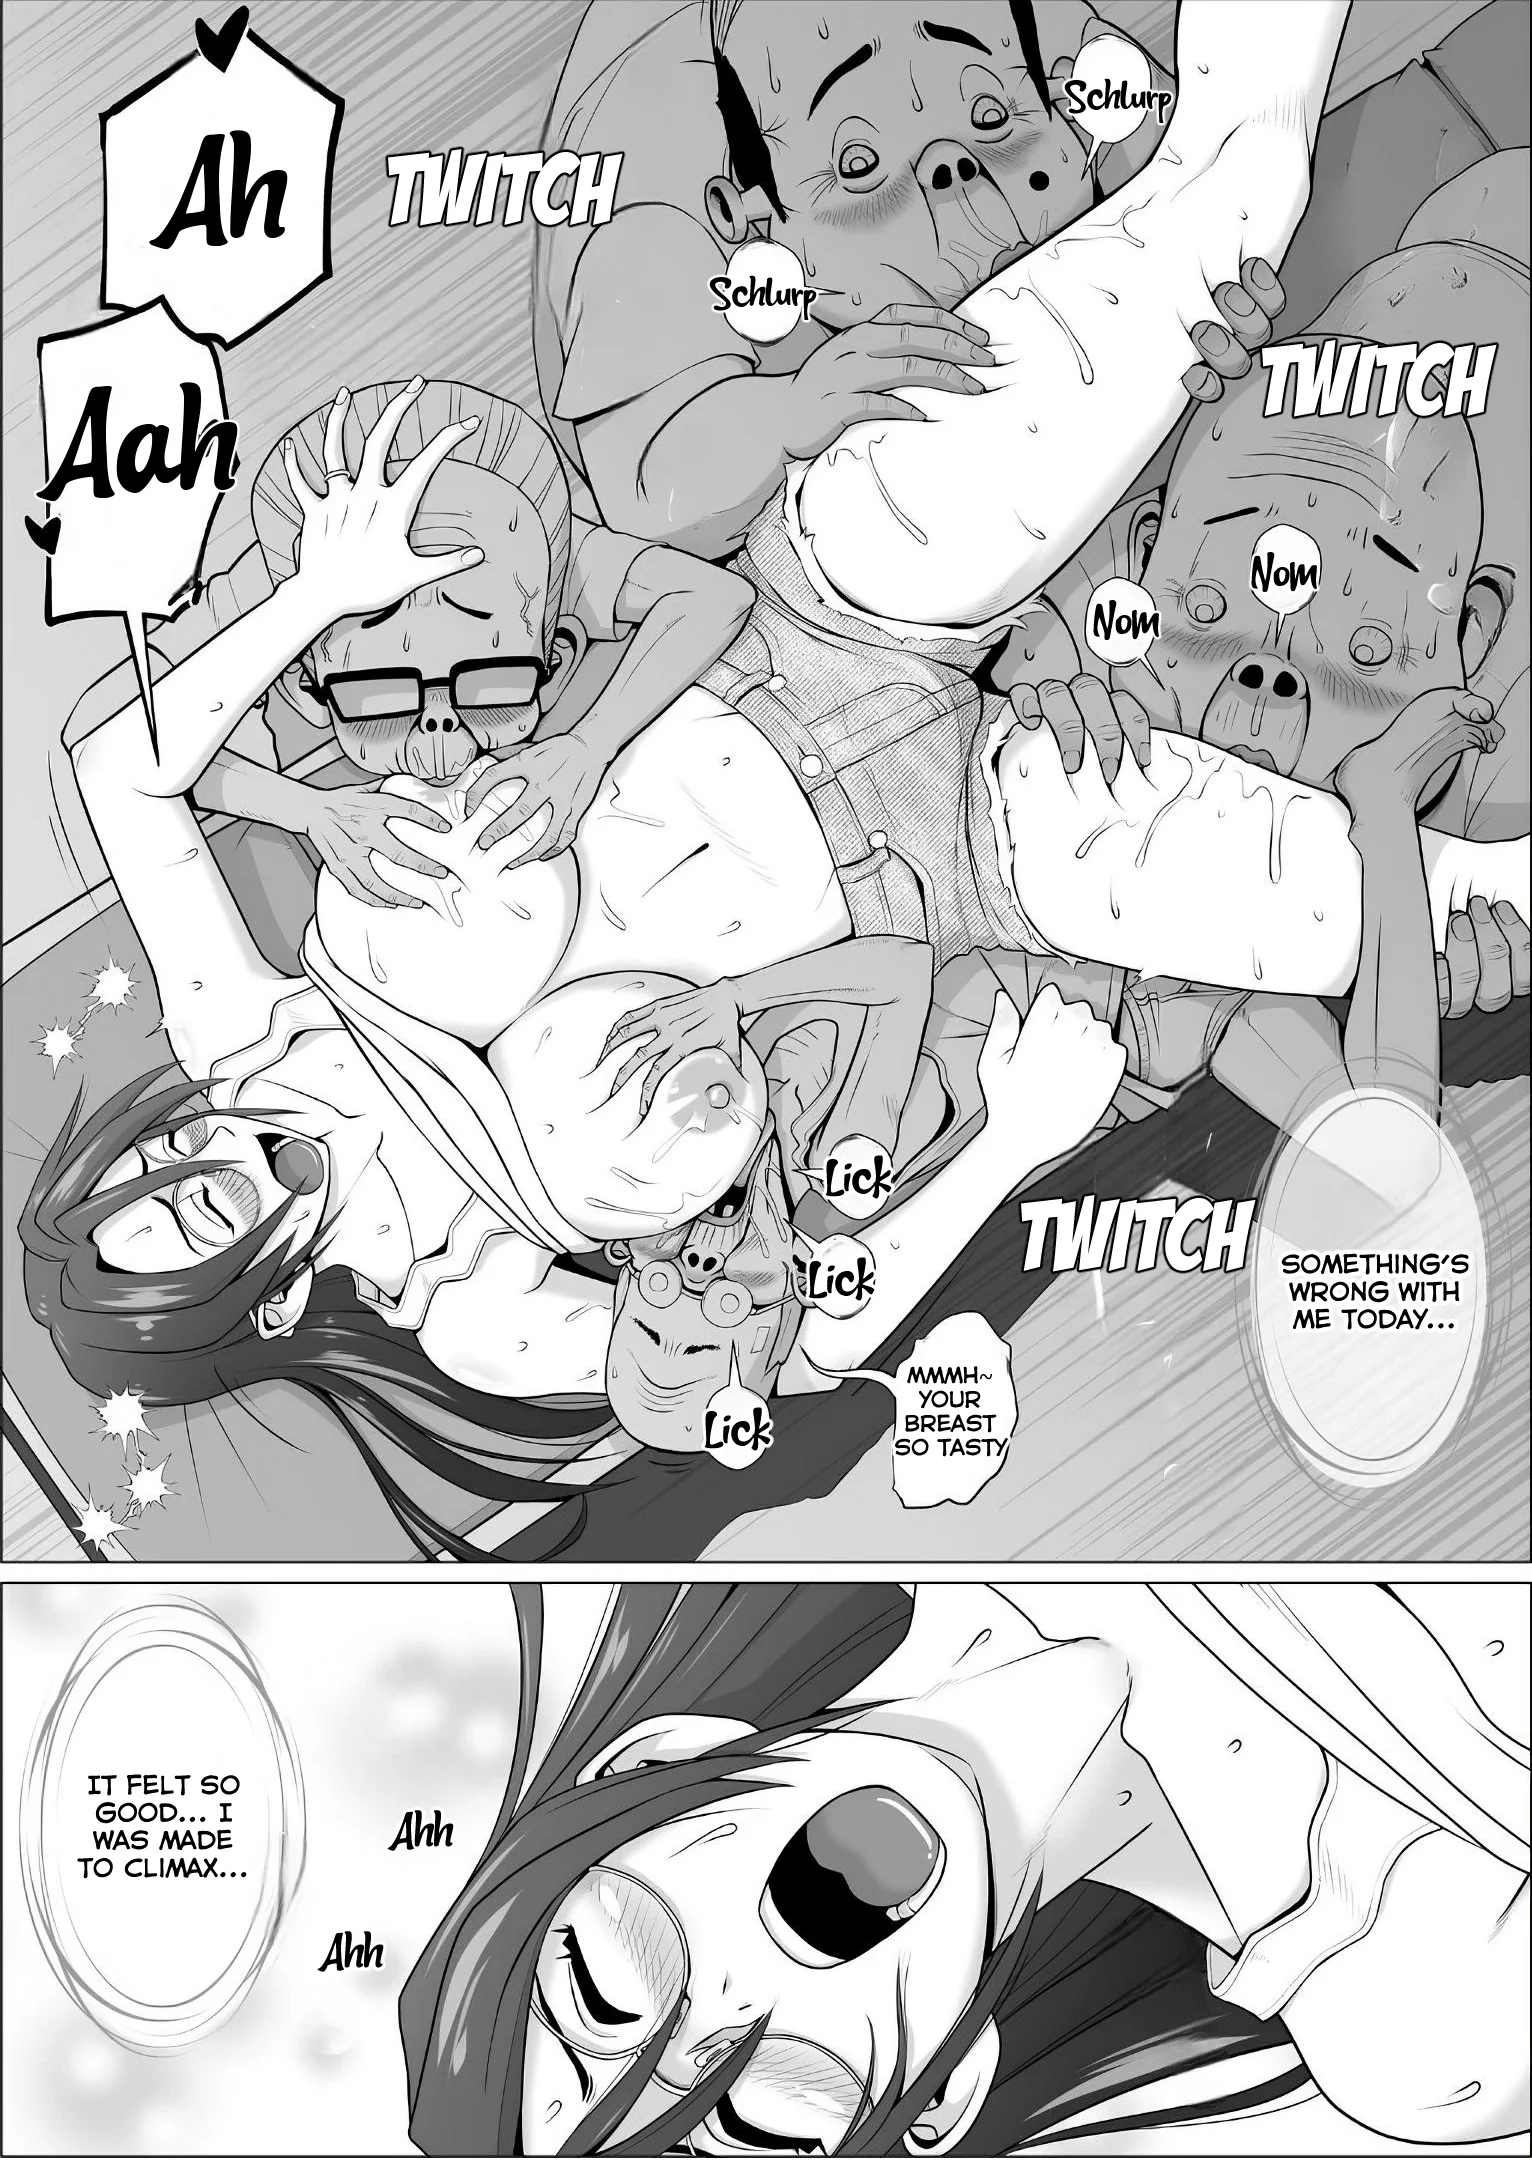 Ah
TWITCH
Schlurp
Schlurp
Aah
TWITCH
Nom
Nom
Lick
Lick
Lick
TWITCH
SOMETHING'S
WRONG WITH
ME TODAY...
MMMH~
YOUR
BREAST
SO TASTY
IT FELT SO
GOOD... I
WAS MADE
TO CLIMAX...
Ahh
Ahh